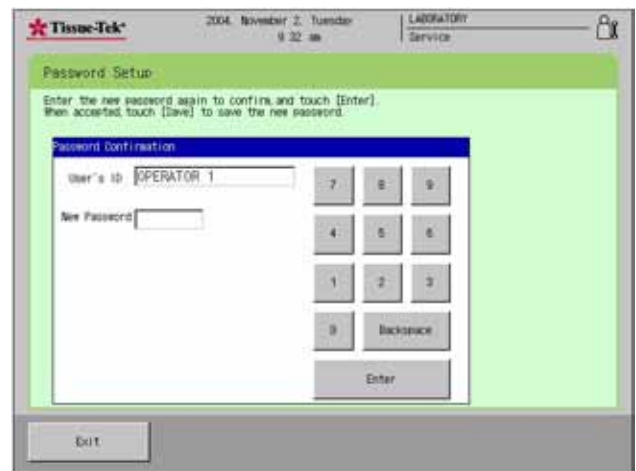 Tissue-Tek
2004. November 2. Tuesday
9 32 am
LABORATORY
Service
Password Setup
Enter the new password again to confirm, and touch [Enter].
When accepted, touch [Save] to save the new password.
Password Confirmation
User's ID OPERATOR 1
7 8 9
New Password
4 5 6
1 2 3
0 Backspace
Enter
Exit